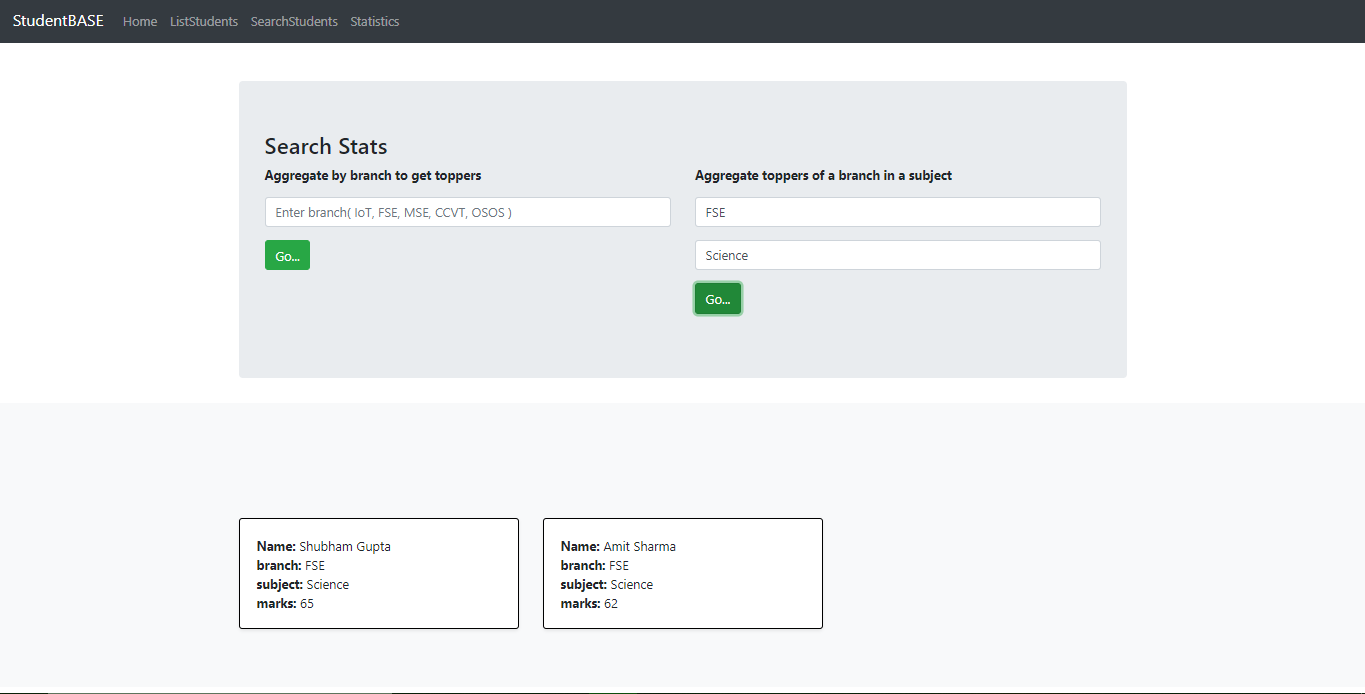 StudentBASE Home ListStudents SearchStudents Statistics
Search Stats
Aggregate by branch to get toppers
Enter branch( IoT, FSE, MSE, CCVT, OSOS )
Go...
Aggregate toppers of a branch in a subject
FSE
Science
Go...
Name: Shubham Gupta
branch: FSE
subject: Science
marks: 65
Name: Amit Sharma
branch: FSE
subject: Science
marks: 62